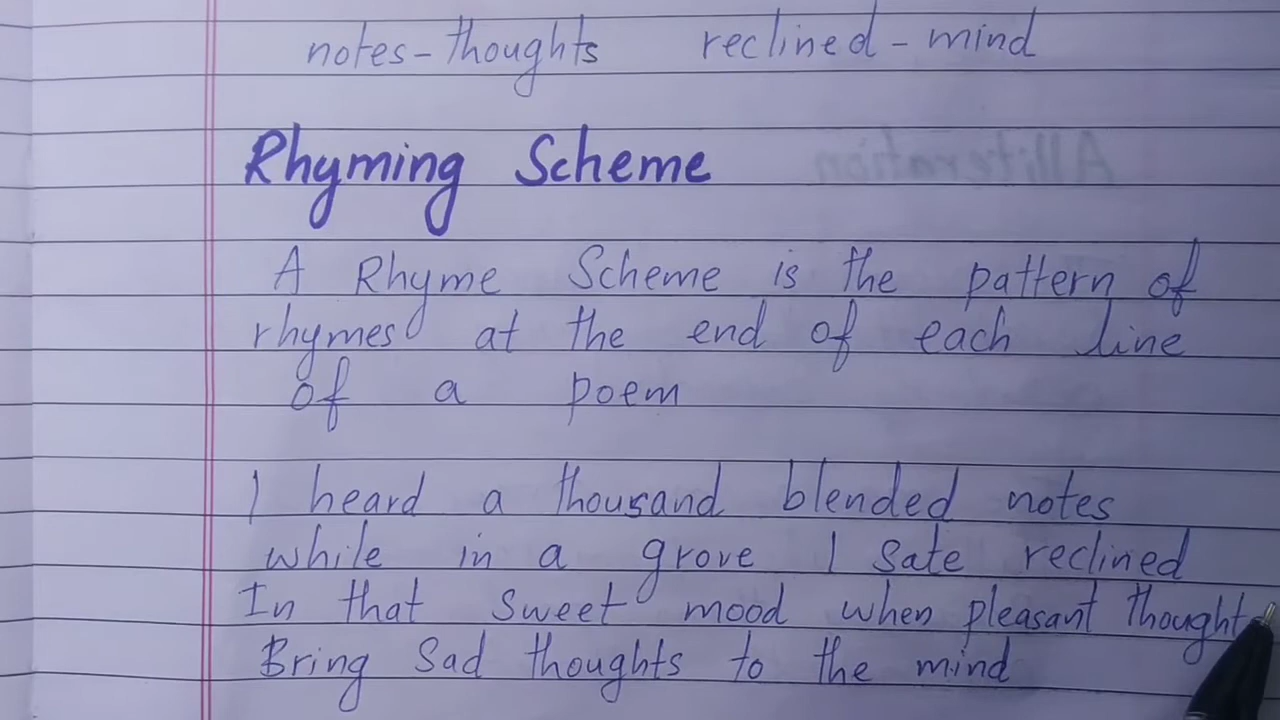 notes-thoughts reclined-mind
Rhyming Scheme
A Rhyme Scheme is the pattern of
rhymes at the end of each line
of a poem
I heard a thousand blended notes
while in a grove I sate reclined
In that sweet mood when pleasant thought
Bring Sad thoughts to the mind